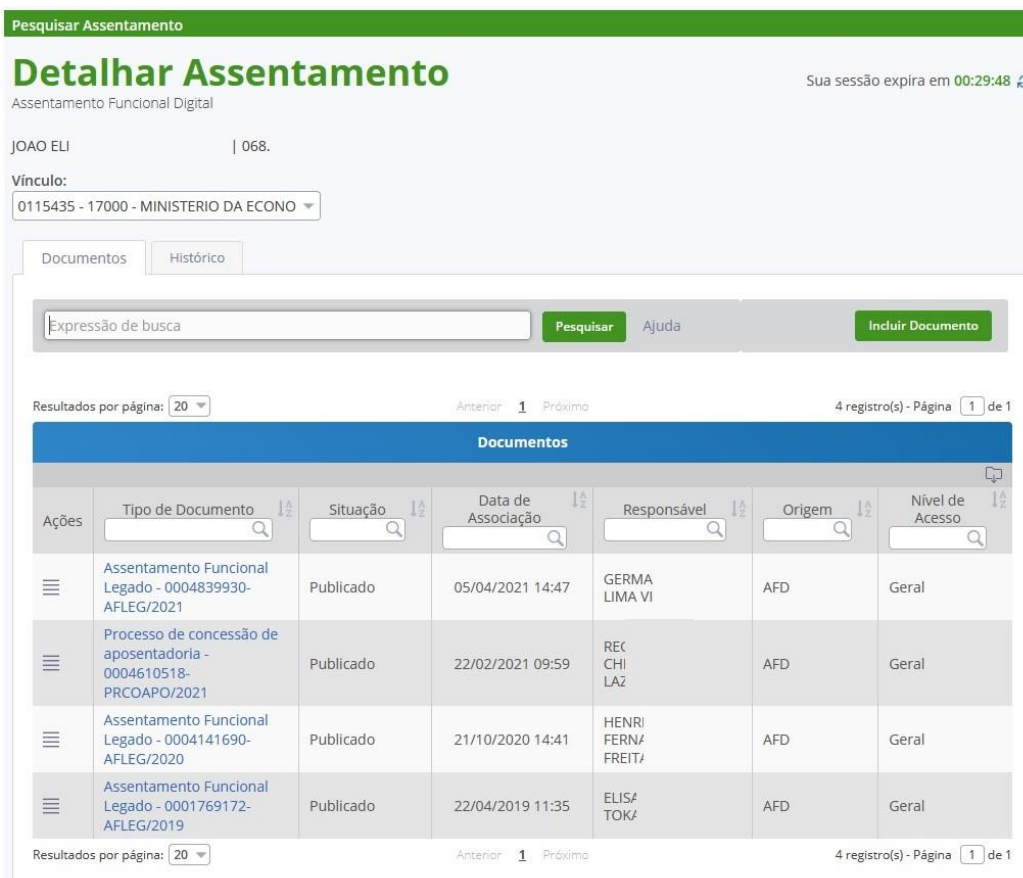 Pesquisar Assentamento
Detalhar Assentamento
Sua sessão expira em 00:29:48
Assentamento Funcional Digital
JOAO ELI | 068.
Vínculo:
0115435 - 17000 - MINISTERIO DA ECONO
Documentos Histórico
Expressão de busca Pesquisar Ajuda Incluir Documento
Resultados por página: 20 Anterior 1 Próximo 4 registro(s) - Página 1 de 1
Documentos
Ações Tipo de Documento Situação Data de Associação Responsável Origem Nível de Acesso
Assentamento Funcional
Legado - 0004839930-
AFLEG/2021
Publicado
05/04/2021 14:47
GERMA
LIMA VI
AFD
Geral
Processo de concessão de
aposentadoria -
0004610518-
PRCOAPO/2021
Publicado
22/02/2021 09:59
REC
CHI
LAZ
AFD
Geral
Assentamento Funcional
Legado - 0004141690-
AFLEG/2020
Publicado
21/10/2020 14:41
HENRI
FERNA
FREITA
AFD
Geral
Assentamento Funcional
Legado - 0001769172-
AFLEG/2019
Publicado
22/04/2019 11:35
ELISA
TOKA
AFD
Geral
Resultados por página: 20 Anterior 1 Próximo 4 registro(s) - Página 1 de 1